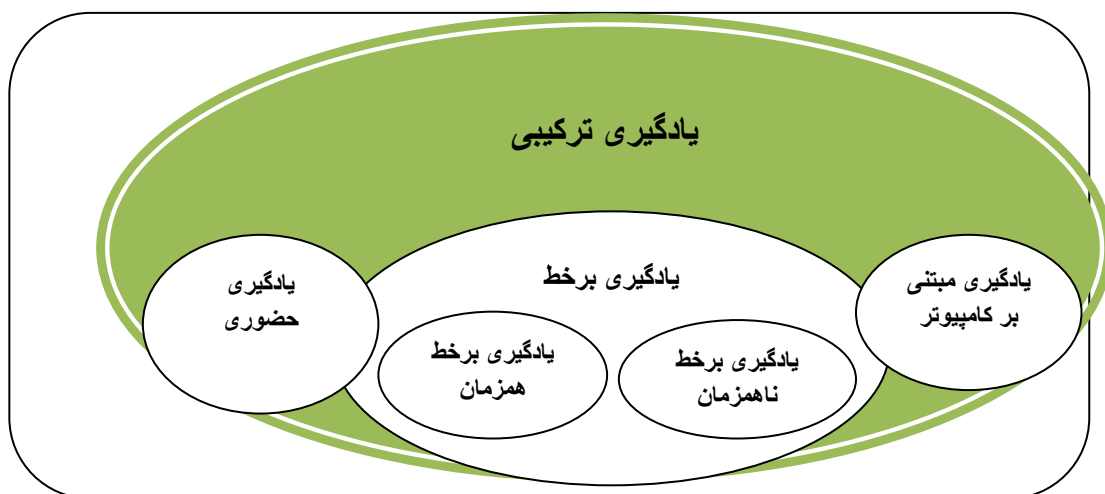 یادگیری ترکیبی
یادگیری مبتنی
بر کامپیوتر
یادگیری برخط
یادگیری
حضوری
یادگیری برخط
ناهمزمان
یادگیری برخط
همزمان